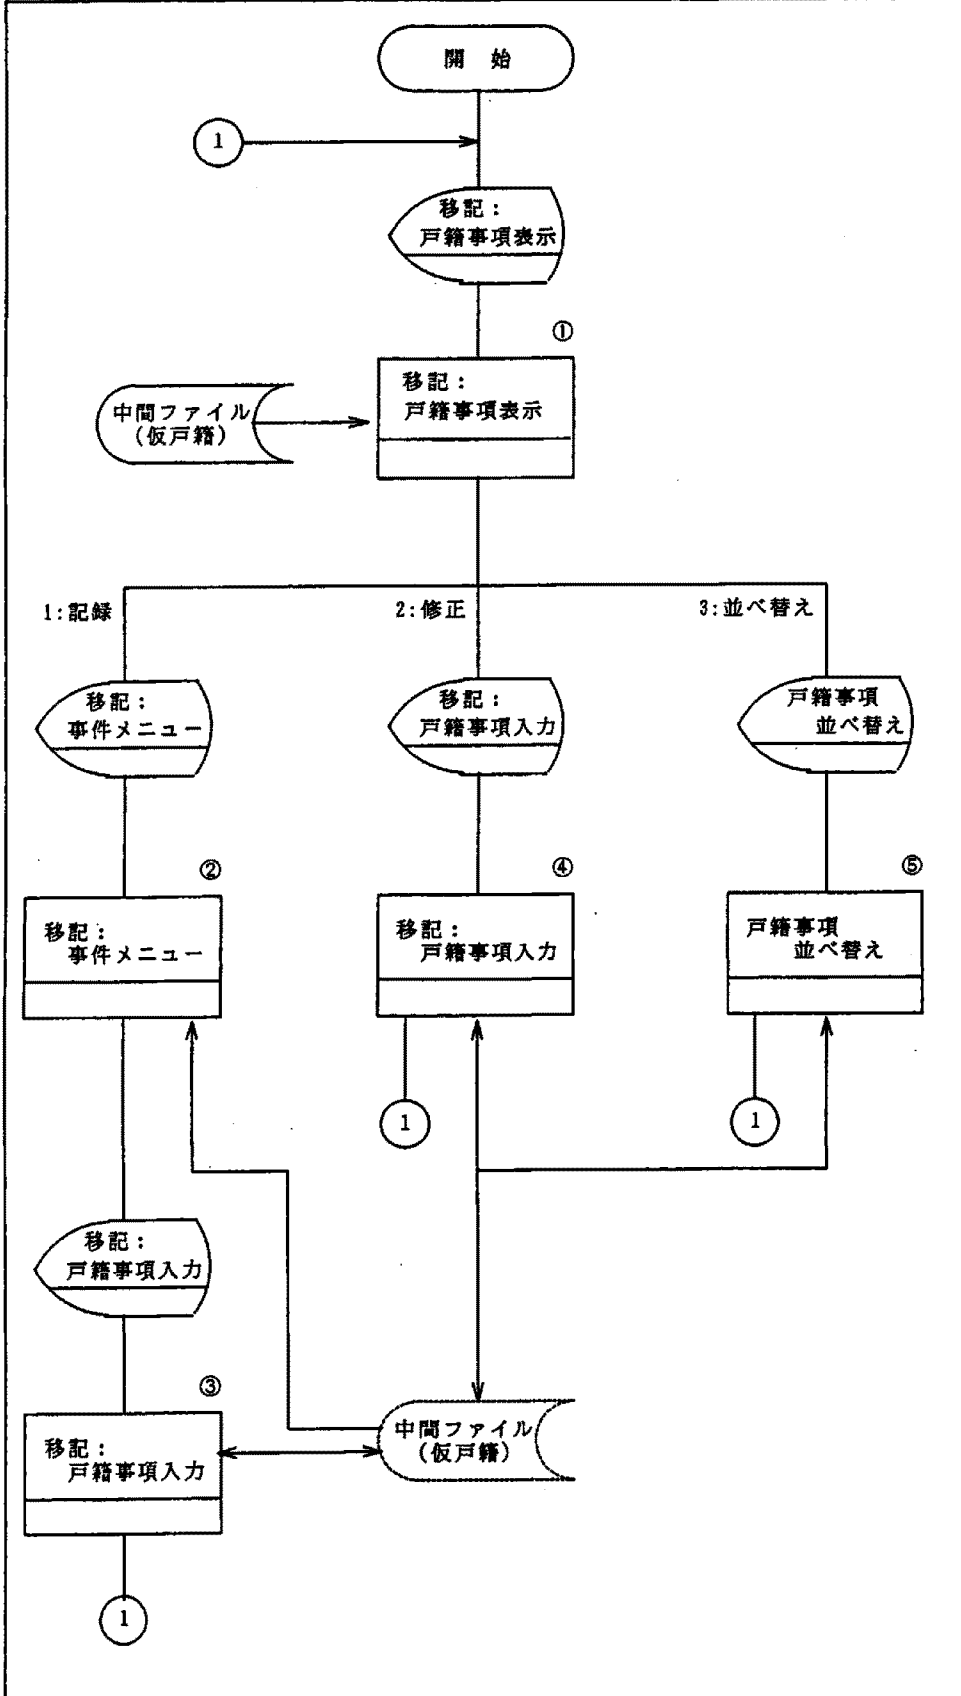 開　始
1
移記：
戸籍事項表示
①
移記：
戸籍事項表示
中間ファイル
(仮戸籍)
1:記録
2:修正
3:並べ替え
移記：
事件メニュー
移記：
戸籍事項入力
戸籍事項
並べ替え
②
移記：
事件メニュー
④
移記：
戸籍事項入力
⑤
戸籍事項
並べ替え
1
1
移記：
戸籍事項入力
③
移記：
戸籍事項入力
中間ファイル
(仮戸籍)
1